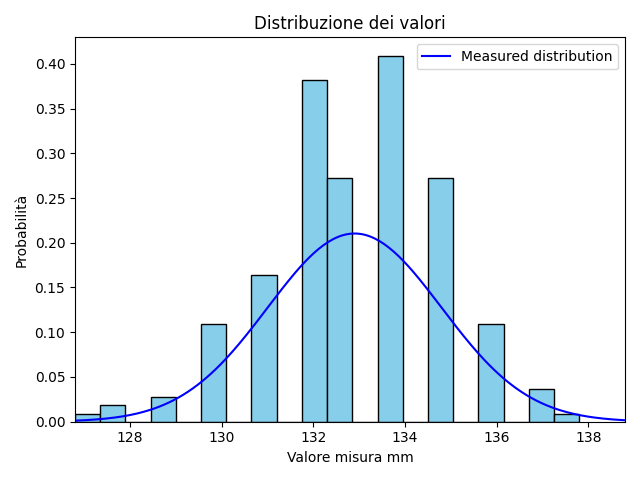 Distribuzione dei valori
Measured distribution
0.40
0.35
0.30
0.25
0.20
0.15
0.10
0.05
0.00
Probabilità
128 130 132 134 136 138
Valore misura mm